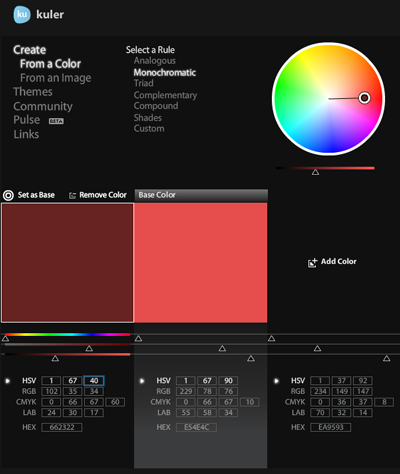 ku kuler
Create
From a Color
From an Image
Themes
Community
Pulse BETA
Links
Select a Rule
Analogous
Monochromatic
Triad
Complementary
Compound
Shades
Custom
Set as Base Remove Color Base Color
Add Color
HSV 1 67 40
RGB 102 35 34
CMYK 0 66 67 60
LAB 24 30 17
HEX 662322
HSV 1 67 90
RGB 229 78 76
CMYK 0 66 67 10
LAB 55 58 34
HEX E54E4C
HSV 1 37 92
RGB 234 149 147
CMYK 0 36 37 8
LAB 70 32 14
HEX EA9593